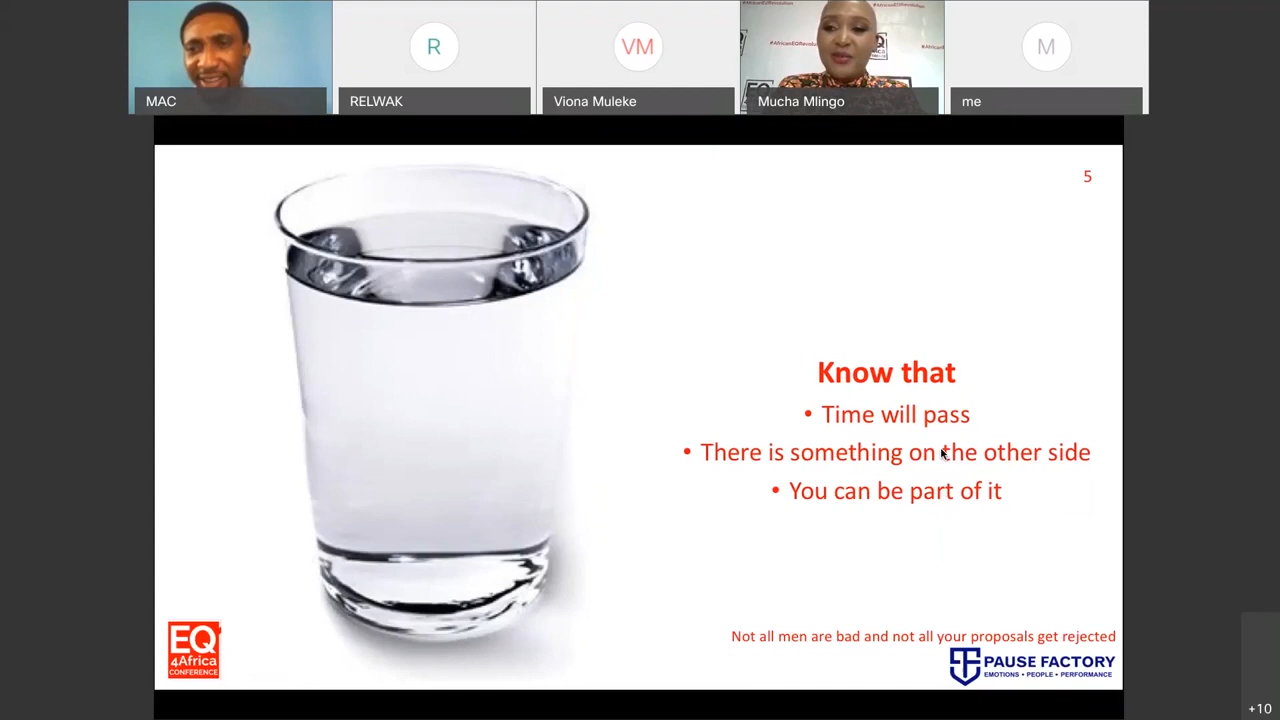 R
VM
M
MAC
RELWAK
Viona Muleke
Mucha Mlingo
me
#AfricanEQRevolution
EQ
5
Know that
• Time will pass
• There is something on the other side
• You can be part of it
Not all men are bad and not all your proposals get rejected
EQ
4Africa
CONFERENCE
PAUSE FACTORY
EMOTIONS • PEOPLE • PERFORMANCE
+10